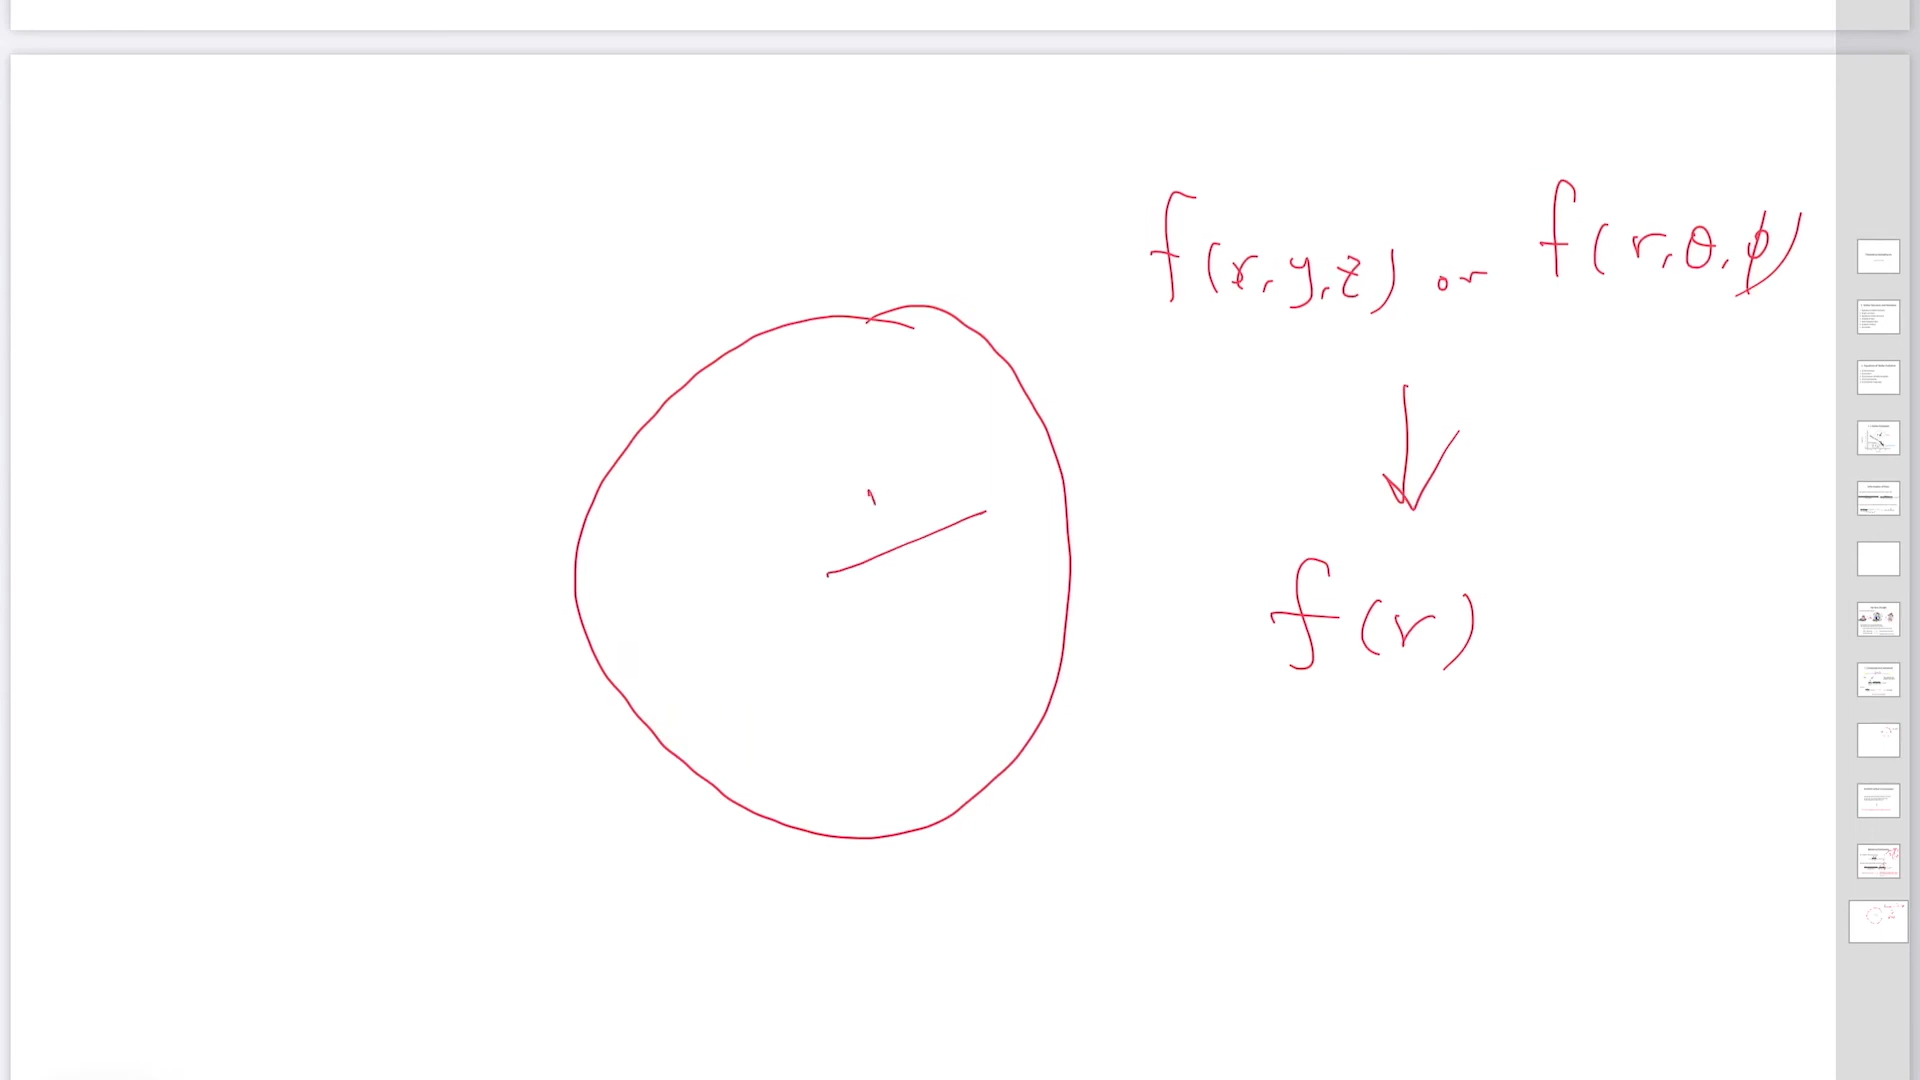 f(x,y,z) or f(r,θ,φ)
↓
f(r)